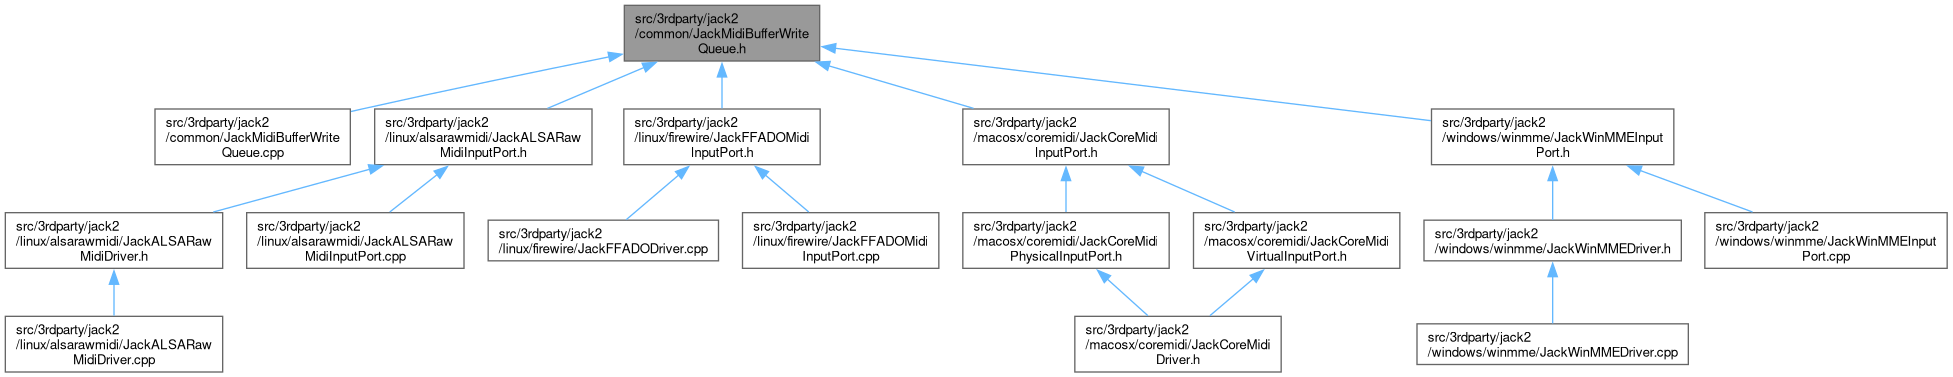 src/3rdparty/jack2
/common/JackMidiBufferWrite
Queue.h
src/3rdparty/jack2
/common/JackMidiBufferWrite
Queue.cpp
src/3rdparty/jack2
/linux/alsarawmidi/JackALSARaw
MidiInputPort.h
src/3rdparty/jack2
/linux/firewire/JackFFADOMidi
InputPort.h
src/3rdparty/jack2
/macosx/coremidi/JackCoreMidi
InputPort.h
src/3rdparty/jack2
/windows/winmme/JackWinMMEInput
Port.h
src/3rdparty/jack2
/linux/alsarawmidi/JackALSARaw
MidiDriver.h
src/3rdparty/jack2
/linux/alsarawmidi/JackALSARaw
MidiInputPort.cpp
src/3rdparty/jack2
/linux/firewire/JackFFADODriver.cpp
src/3rdparty/jack2
/linux/firewire/JackFFADOMidi
InputPort.cpp
src/3rdparty/jack2
/macosx/coremidi/JackCoreMidi
PhysicalInputPort.h
src/3rdparty/jack2
/macosx/coremidi/JackCoreMidi
VirtualInputPort.h
src/3rdparty/jack2
/windows/winmme/JackWinMMEDriver.h
src/3rdparty/jack2
/windows/winmme/JackWinMMEInput
Port.cpp
src/3rdparty/jack2
/linux/alsarawmidi/JackALSARaw
MidiDriver.cpp
src/3rdparty/jack2
/macosx/coremidi/JackCoreMidi
Driver.h
src/3rdparty/jack2
/windows/winmme/JackWinMMEDriver.cpp